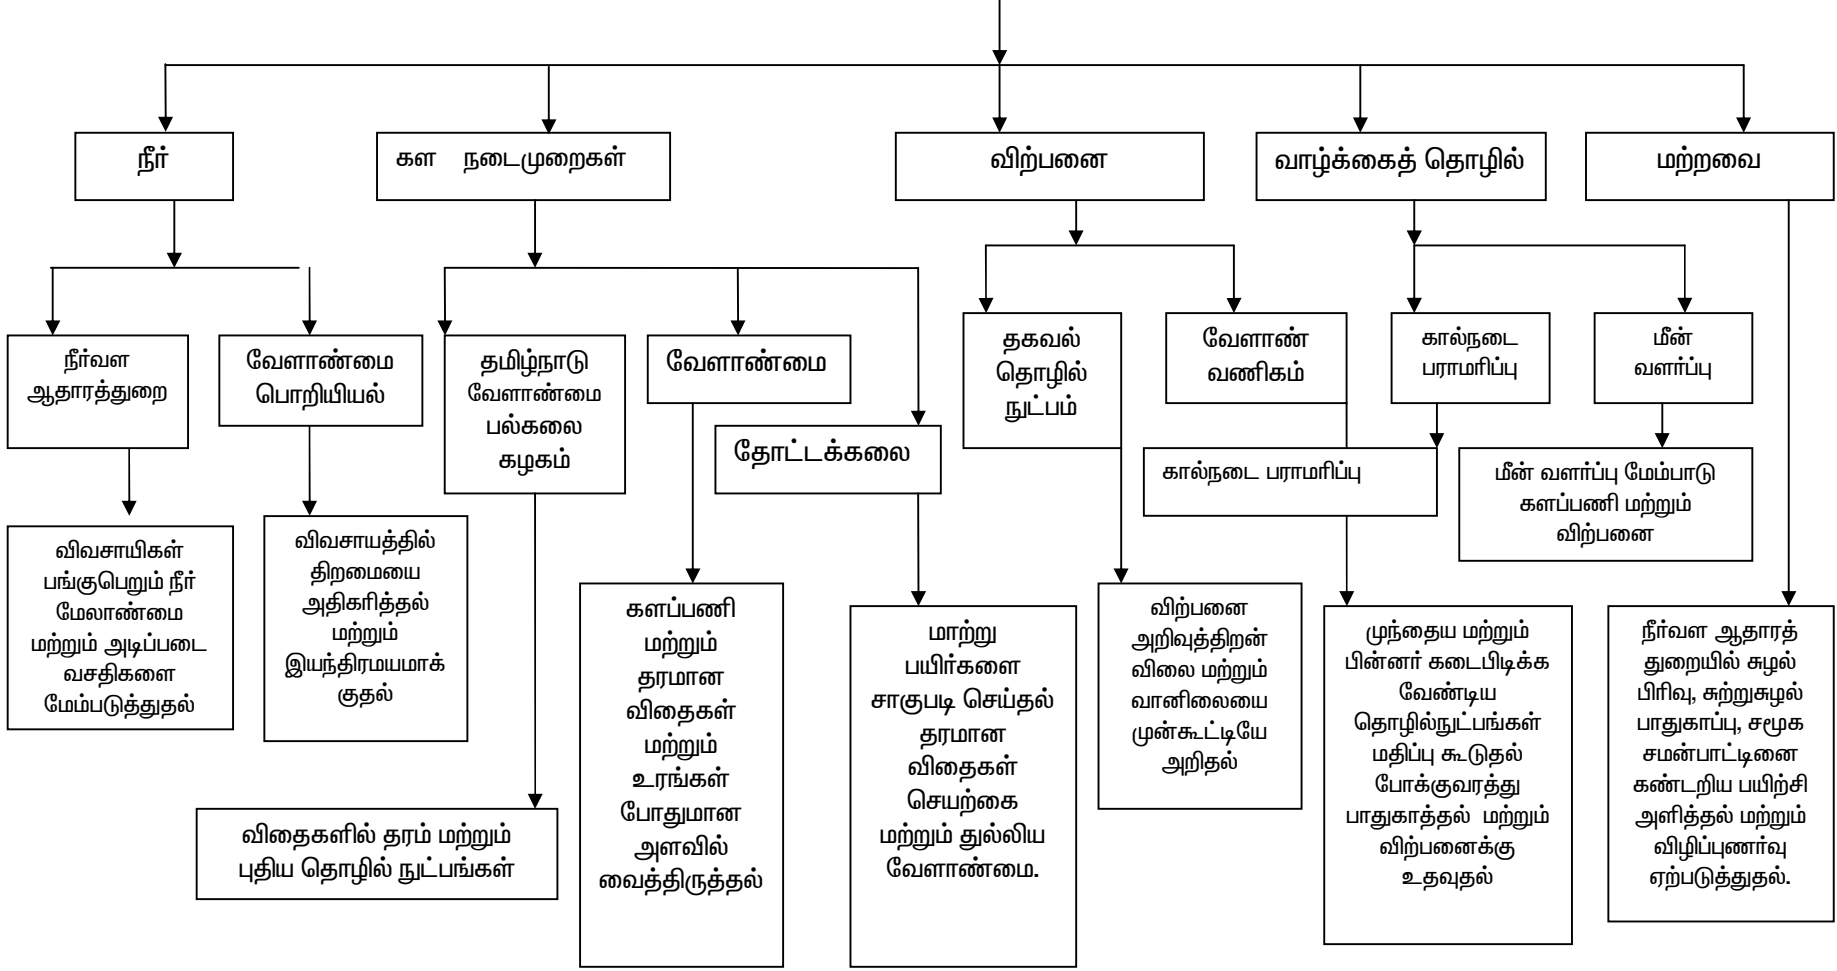 நீர்
கள நடைமுறைகள்
விற்பனை
வாழ்க்கைத் தொழில்
மற்றவை
நீர்வள
ஆதாரத்துறை
வேளாண்மை
பொறியியல்
தமிழ்நாடு
வேளாண்மை
பல்கலை
கழகம்
வேளாண்மை
தோட்டக்கலை
தகவல்
தொழில்
நுட்பம்
வேளாண்
வணிகம்
கால்நடை
பராமரிப்பு
மீன்
வளர்ப்பு
கால்நடை பராமரிப்பு
மீன் வளர்ப்பு மேம்பாடு
களப்பணி மற்றும்
விற்பனை
விவசாயிகள்
பங்குபெறும் நீர்
மேலாண்மை
மற்றும் அடிப்படை
வசதிகளை
மேம்படுத்துதல்
விவசாயத்தில்
திறமையை
அதிகரித்தல்
மற்றும்
இயந்திரமயமாக்
குதல்
விதைகளில் தரம் மற்றும்
புதிய தொழில் நுட்பங்கள்
களப்பணி
மற்றும்
தரமான
விதைகள்
மற்றும்
உரங்கள்
போதுமான
அளவில்
வைத்திருத்தல்
மாற்று
பயிர்களை
சாகுபடி செய்தல்
தரமான
விதைகள்
செயற்கை
மற்றும் துல்லிய
வேளாண்மை.
விற்பனை
அறிவுத்திறன்
விலை மற்றும்
வானிலையை
முன்கூட்டியே
அறிதல்
முந்தைய மற்றும்
பின்னர் கடைபிடிக்க
வேண்டிய
தொழில்நுட்பங்கள்
மதிப்பு கூடுதல்
போக்குவரத்து
பாதுகாத்தல் மற்றும்
விற்பனைக்கு
உதவுதல்
நீர்வள ஆதாரத்
துறையில் சுழல்
பிரிவு, சுற்றுசுழல்
பாதுகாப்பு, சமூக
சமன்பாட்டினை
கண்டறிய பயிற்சி
அளித்தல் மற்றும்
விழிப்புணர்வு
ஏற்படுத்துதல்.